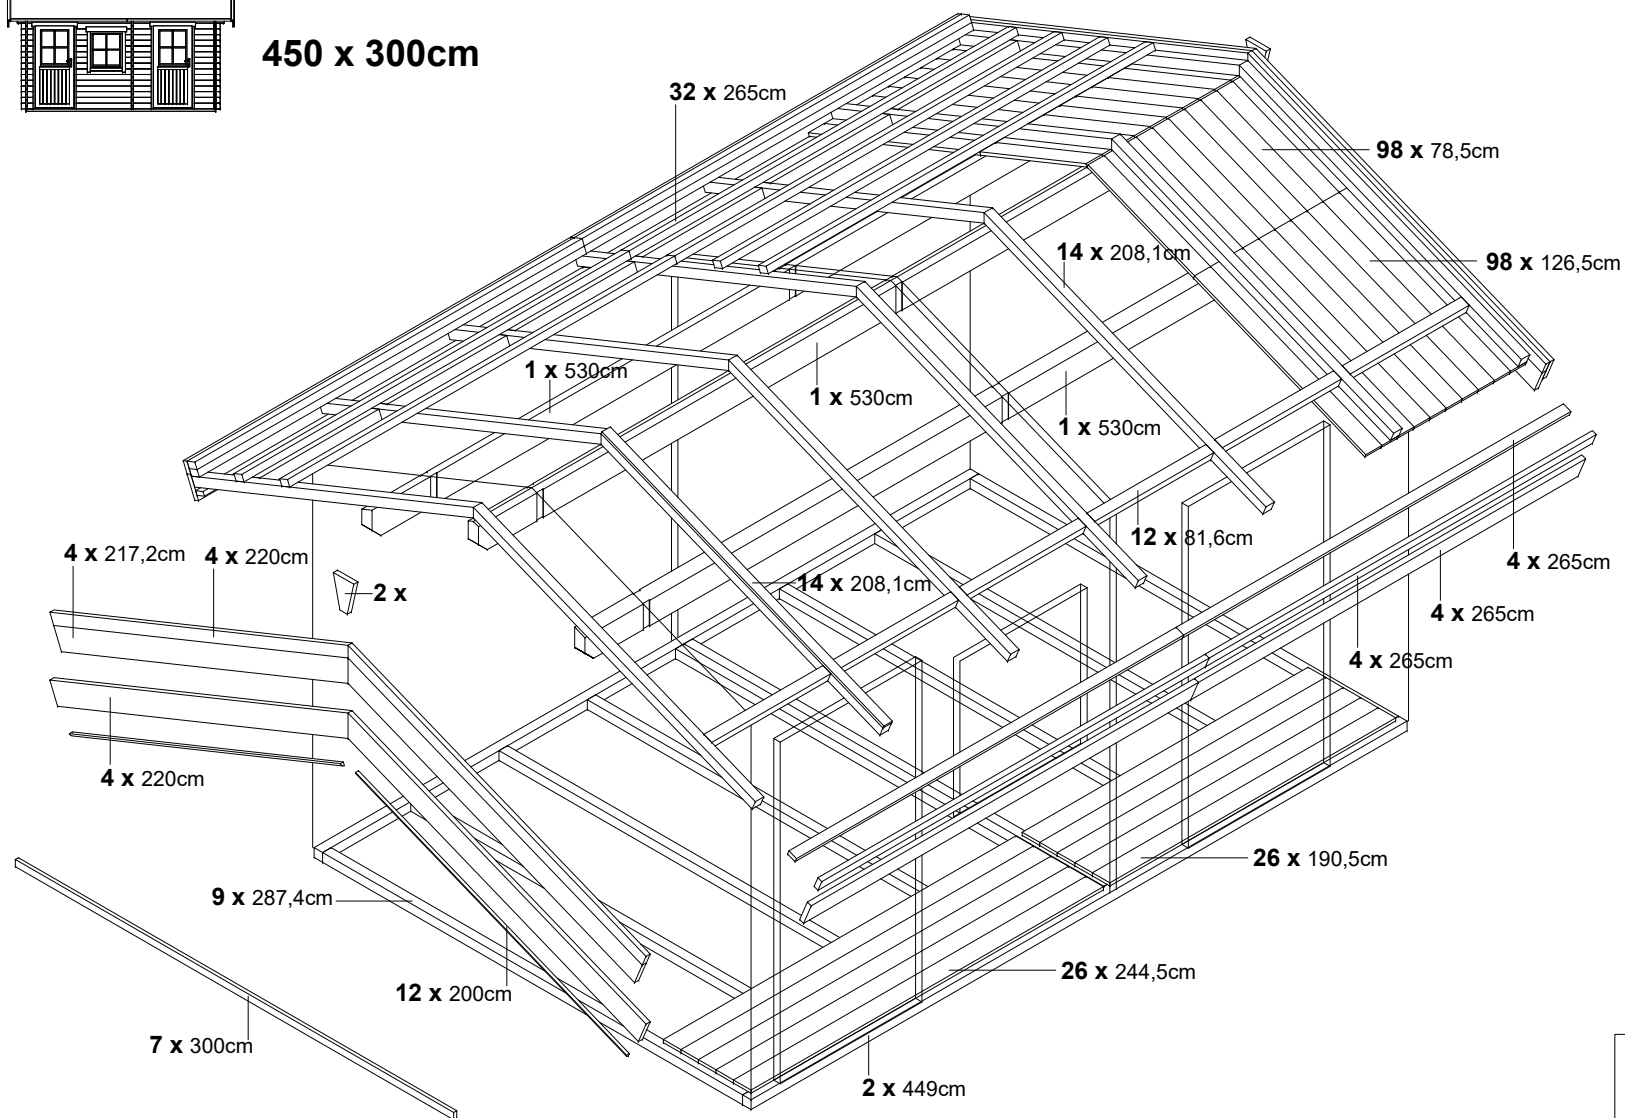 450 x 300cm
32 x 265cm
98 x 78,5cm
14 x 208,1cm
98 x 126,5cm
1 x 530cm
1 x 530cm
1 x 530cm
12 x 81,6cm
4 x 217,2cm
4 x 220cm
4 x 265cm
14 x 208,1cm
2 x
4 x 265cm
4 x 265cm
4 x 220cm
26 x 190,5cm
9 x 287,4cm
26 x 244,5cm
12 x 200cm
7 x 300cm
2 x 449cm